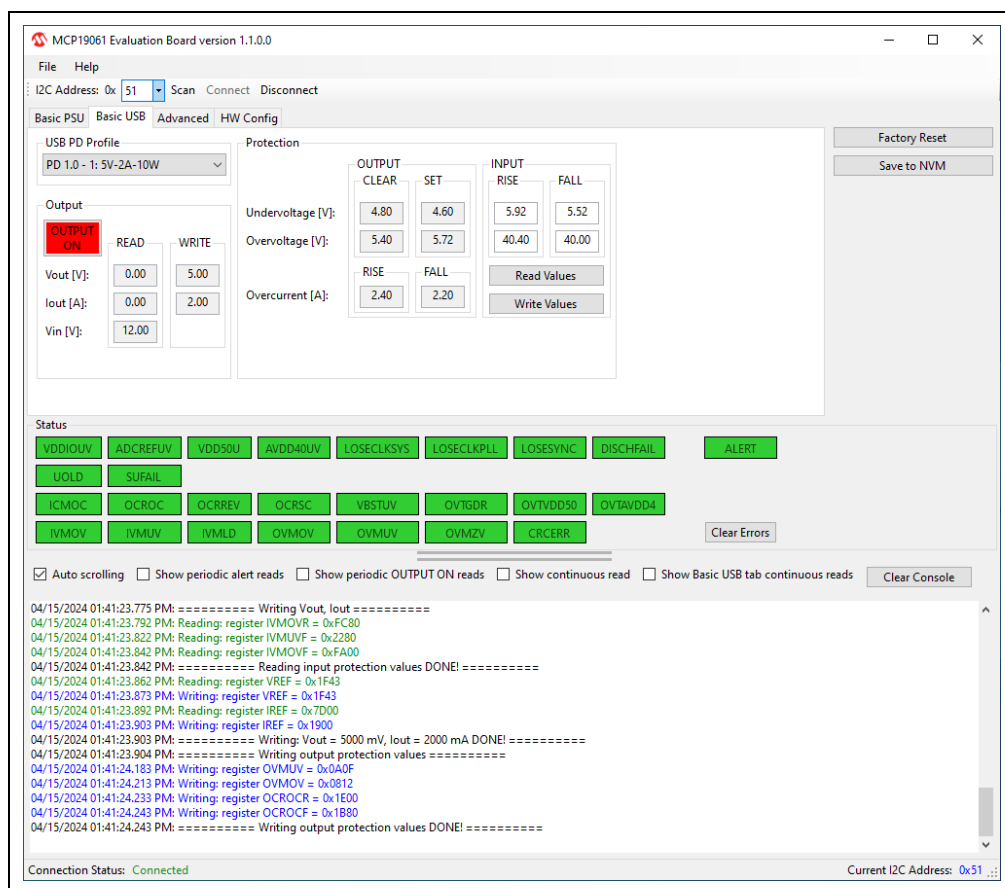 MCP19061 Evaluation Board version 1.1.0.0
File Help
I2C Address: 0x 51 Scan Connect Disconnect
Basic PSU Basic USB Advanced HW Config
USB PD Profile
PD 1.0 - 1: 5V-2A-10W
Output
OUTPUT ON
READ WRITE
Vout [V]: 0.00 5.00
Iout [A]: 0.00 2.00
Vin [V]: 12.00
Protection
OUTPUT INPUT
CLEAR SET RISE FALL
Undervoltage [V]: 4.80 4.60 5.92 5.52
Overvoltage [V]: 5.40 5.72 40.40 40.00
RISE FALL
Overcurrent [A]: 2.40 2.20
Read Values
Write Values
Factory Reset
Save to NVM
Status
VDDIOUV ADCREFUV VDD50U AVDD40UV LOSECLKSYS LOSECLKPLL LOSESYNC DISCHFAIL ALERT
UOLD SUFAIL
ICMOC OCROC OCRREV OCRSC VBSTUV OVTGDR OVTVDD50 OVTAVDD4
IVMOV IVMUV IVMLD OVMOV OVMUV OVMZV CRCERR Clear Errors
Auto scrolling Show periodic alert reads Show periodic OUTPUT ON reads Show continuous read Show Basic USB tab continuous reads Clear Console
04/15/2024 01:41:23.775 PM: ========== Writing Vout, Iout ==========
04/15/2024 01:41:23.792 PM: Reading: register IVMOVR = 0xFC80
04/15/2024 01:41:23.822 PM: Reading: register IVMUVF = 0x2280
04/15/2024 01:41:23.842 PM: Reading: register IVMOVF = 0xFA00
04/15/2024 01:41:23.842 PM: ========== Reading input protection values DONE! ==========
04/15/2024 01:41:23.862 PM: Reading: register VREF = 0x1F43
04/15/2024 01:41:23.873 PM: Writing: register VREF = 0x1F43
04/15/2024 01:41:23.892 PM: Reading: register IREF = 0x7D00
04/15/2024 01:41:23.903 PM: Writing: register IREF = 0x1900
04/15/2024 01:41:23.903 PM: ========== Writing: Vout = 5000 mV, Iout = 2000 mA DONE! ==========
04/15/2024 01:41:23.904 PM: ========== Writing output protection values ==========
04/15/2024 01:41:24.183 PM: Writing: register OVMUV = 0x0A0F
04/15/2024 01:41:24.213 PM: Writing: register OVMOV = 0x0812
04/15/2024 01:41:24.233 PM: Writing: register OCROCR = 0x1E00
04/15/2024 01:41:24.243 PM: Writing: register OCROCF = 0x1B80
04/15/2024 01:41:24.243 PM: ========== Writing output protection values DONE! ==========
Connection Status: Connected Current I2C Address: 0x51